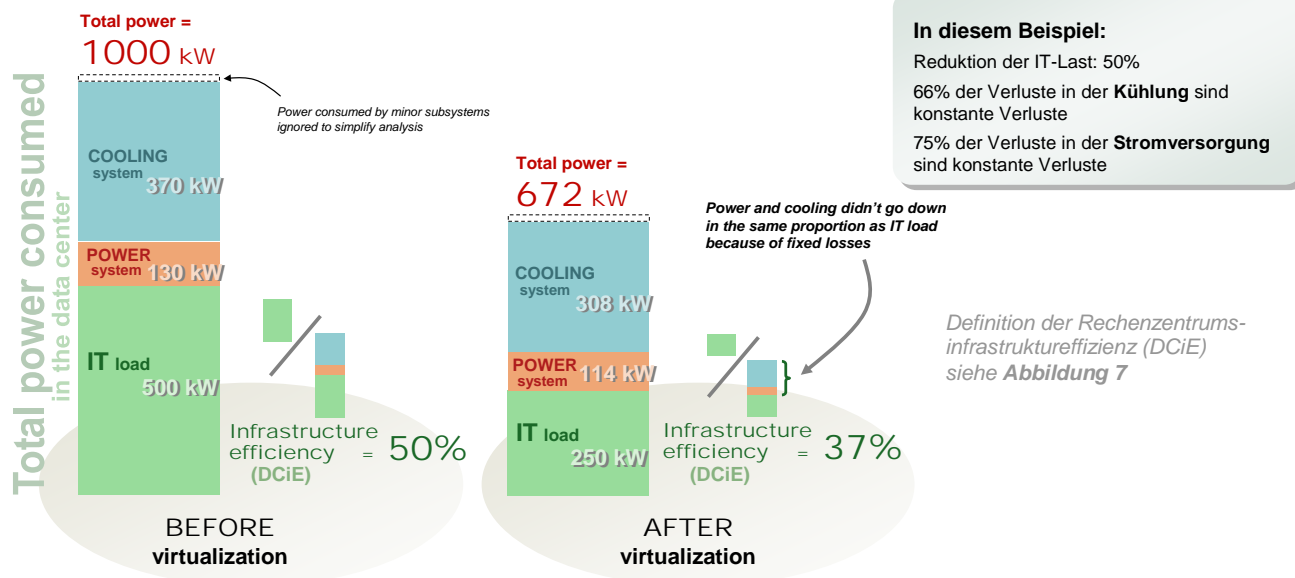 Total power consumed
in the data center
Total power =
1000 kW
Power consumed by minor subsystems
ignored to simplify analysis
COOLING
system
370 kW
POWER
system 130 kW
IT load
500 kW
Infrastructure
efficiency = 50%
(DCiE)
BEFORE
virtualization
Total power =
672 kW
Power and cooling didn't go down
in the same proportion as IT load
because of fixed losses
COOLING
system
308 kW
POWER
system 114 kW
IT load
250 kW
Infrastructure
efficiency = 37%
(DCiE)
AFTER
virtualization
In diesem Beispiel:
Reduktion der IT-Last: 50%
66% der Verluste in der Kühlung sind
konstante Verluste
75% der Verluste in der Stromversorgung
sind konstante Verluste
Definition der Rechenzentrums-
infrastruktureffizienz (DCiE)
siehe Abbildung 7